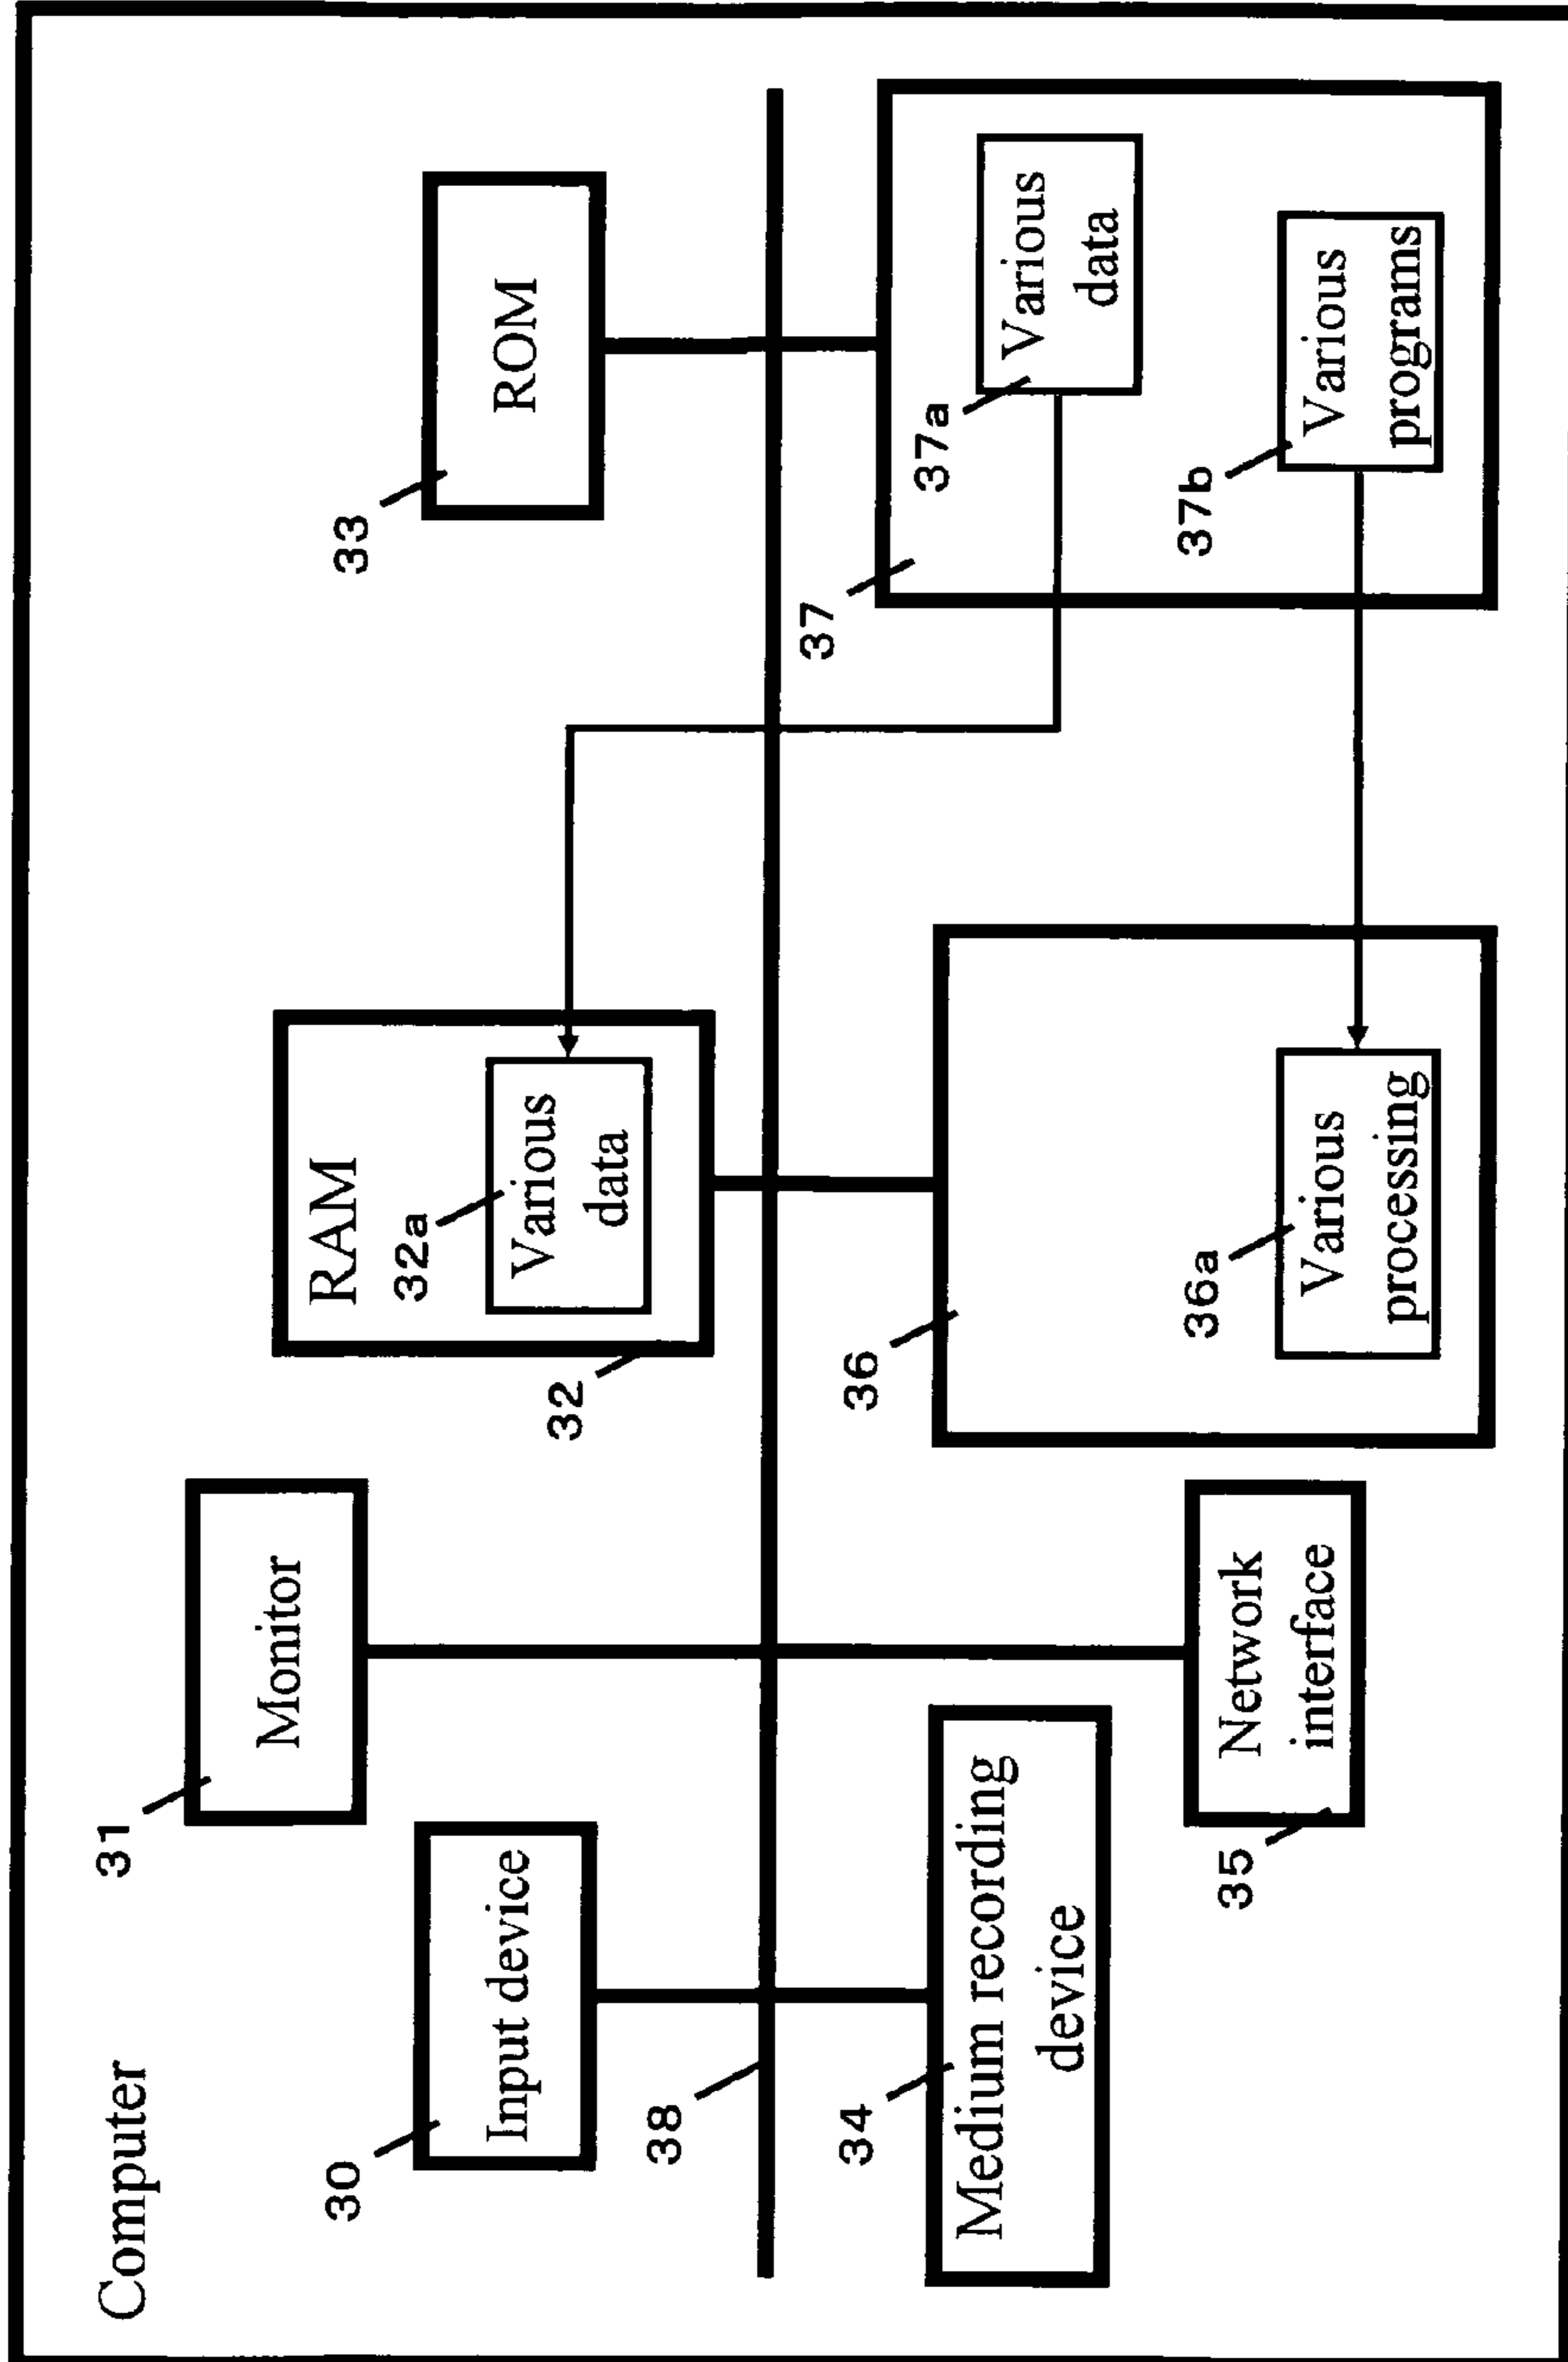 Computer
31
Monitor
30
Input device
RAM
32a
Various
data
32
33
ROM
38
34
Medium recording
device
35
Network
interface
36
36a
Various
processing
37
37a
Various
data
37b
Various
programs